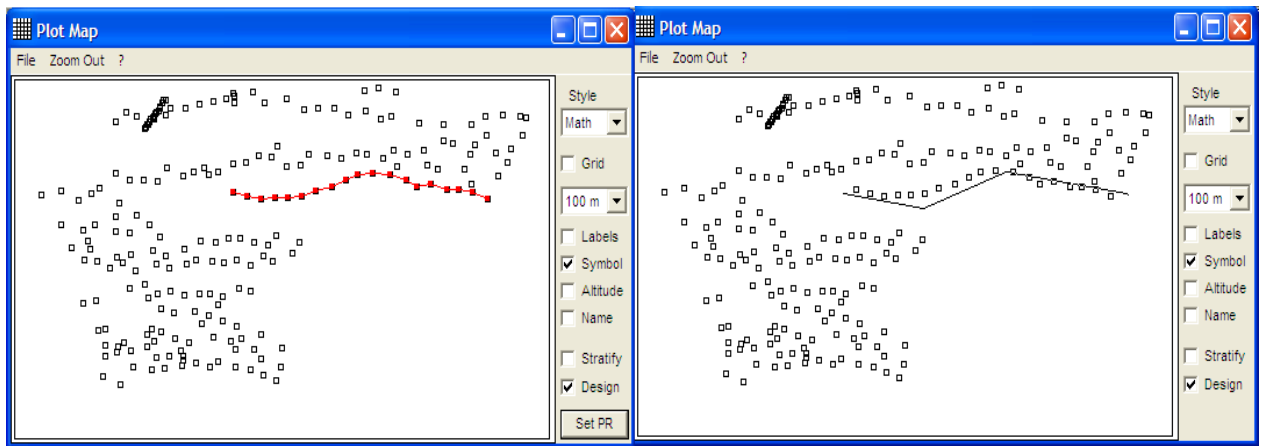 Plot Map
File Zoom Out ?
Style
Math
Grid
100 m
Labels
Symbol
Altitude
Name
Stratify
Design
Set PR
Plot Map
File Zoom Out ?
Style
Math
Grid
100 m
Labels
Symbol
Altitude
Name
Stratify
Design